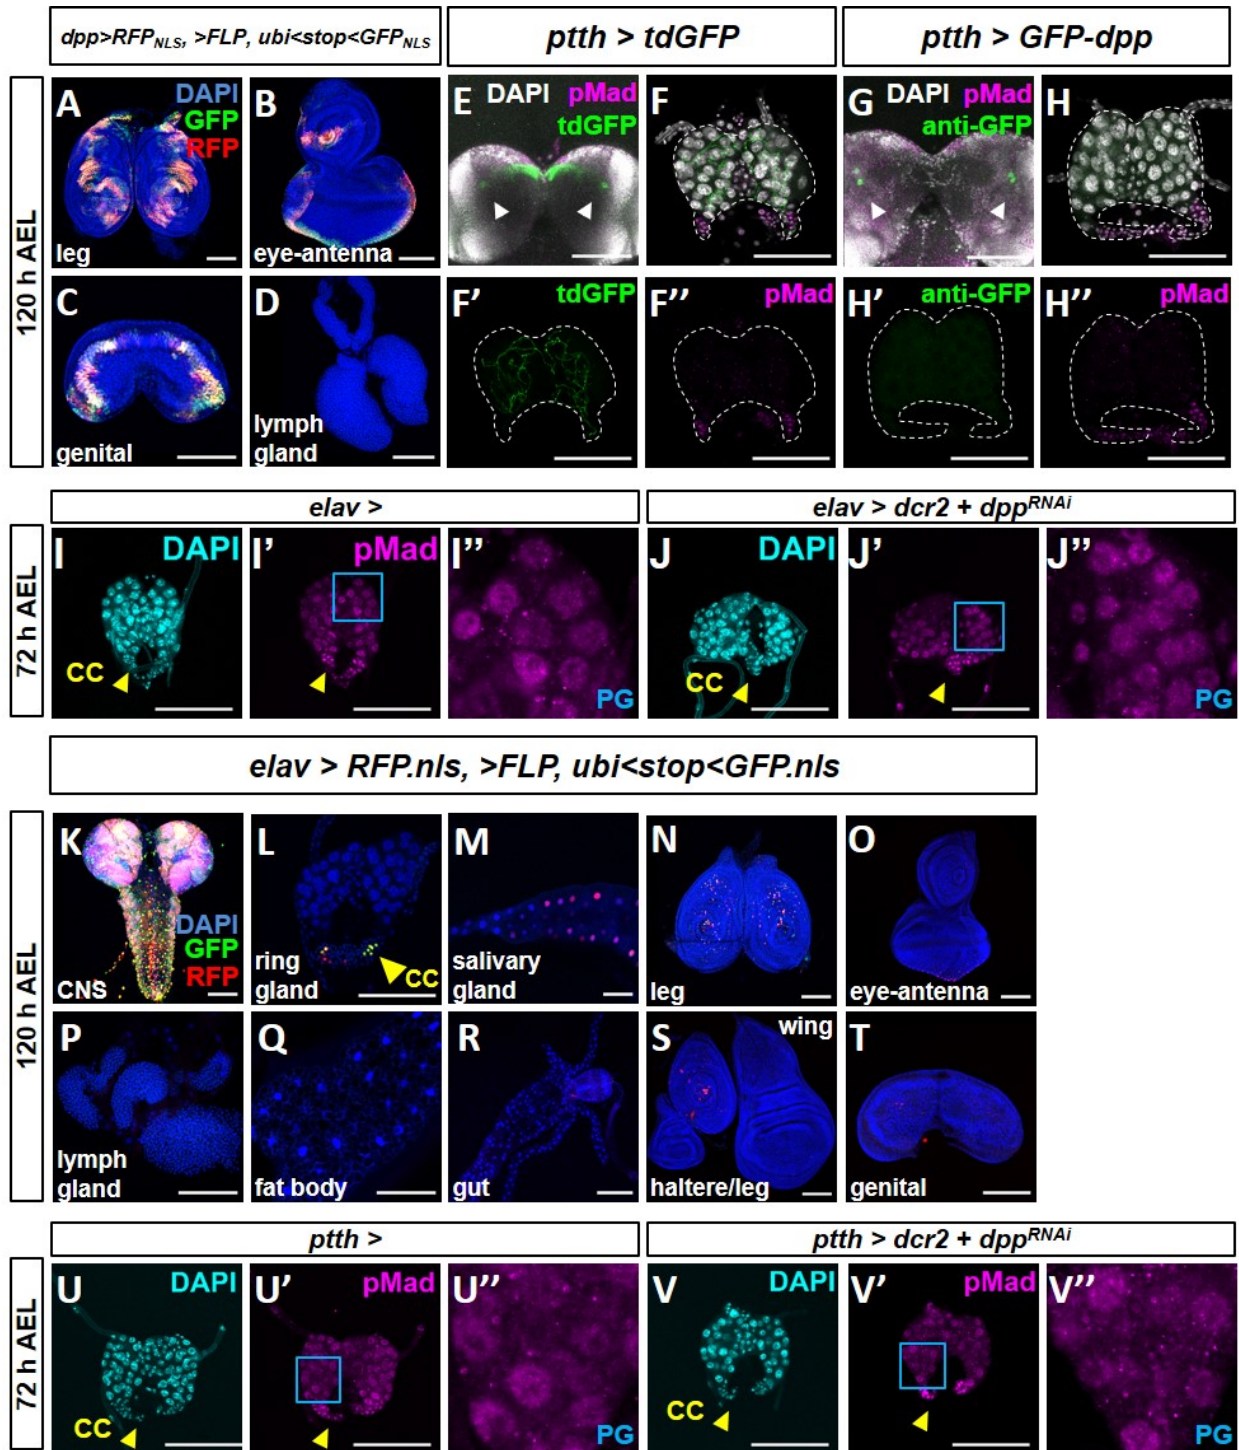 dpp>RFPNLS, >FLP, ubi<stop<GFPNLS
ptth > tdGFP
ptth > GFP-dpp
120 h AEL
A
DAPI
GFP
RFP
leg
B
eye-antenna
E
DAPI pMad
tdGFP
F
G
DAPI pMad
anti-GFP
H
C
genital
D
lymph
gland
F'
tdGFP
F''
pMad
H'
anti-GFP
H''
pMad
elav >
elav > dcr2 + dppRNAi
72 h AEL
I
DAPI
CC
I'
pMad
I''
PG
J
DAPI
CC
J'
pMad
J''
PG
elav > RFP.nls, >FLP, ubi<stop<GFP.nls
120 h AEL
K
DAPI
GFP
RFP
CNS
L
ring
gland
CC
M
salivary
gland
N
leg
O
eye-antenna
P
lymph
gland
Q
fat body
R
gut
S
wing
haltere/leg
T
genital
ptth >
ptth > dcr2 + dppRNAi
72 h AEL
U
DAPI
CC
U'
pMad
U''
PG
V
DAPI
CC
V'
pMad
V''
PG